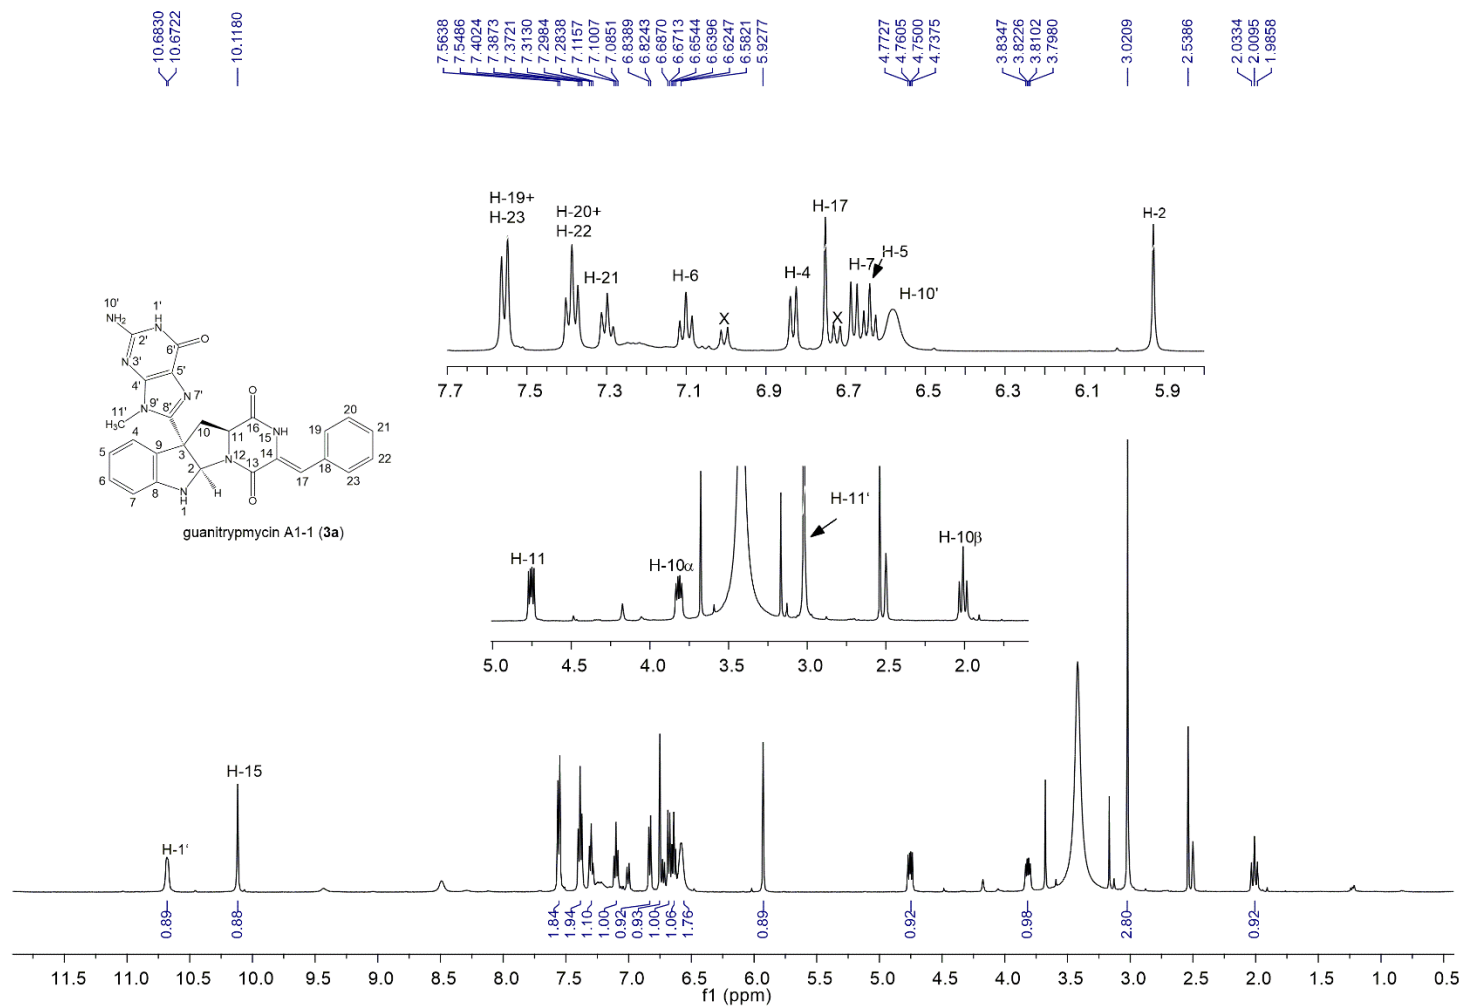 10.6830
10.6722
10.1180
7.5638
7.5486
7.4024
7.3873
7.3721
7.3130
7.2984
7.2838
7.1157
7.1007
7.0851
6.8389
6.8243
6.6870
6.6713
6.6544
6.6396
6.6247
6.5821
5.9277
4.7727
4.7605
4.7500
4.7375
3.8347
3.8226
3.8102
3.7980
3.0209
2.5386
2.0334
2.0095
1.9858
H-19+
H-23
H-20+
H-22
H-21
H-6
X
H-4
H-17
X
H-7
H-5
H-10'
H-2
7.7 7.5 7.3 7.1 6.9 6.7 6.5 6.3 6.1 5.9
10' 1'
NH₂ NH
2' O
6'
N 3' 5'
4' N 7'
11' N 9' 8'
H₃C
O
10 16 11 15 NH 19 20 21
4 9 3 12 14 18 22
5 2 N 13 17 23
6 8 N H O
7 H
1
guanitrypmycin A1-1 (3a)
H-11
H-10α
H-11‘
H-10β
5.0 4.5 4.0 3.5 3.0 2.5 2.0
H-1‘
H-15
0.89
0.88
1.84
1.94
1.10
1.00
0.92
0.93
1.00
1.06
1.76
0.89
0.92
0.98
2.80
0.92
11.5 11.0 10.5 10.0 9.5 9.0 8.5 8.0 7.5 7.0 6.5 6.0 5.5 5.0 4.5 4.0 3.5 3.0 2.5 2.0 1.5 1.0 0.5
f1 (ppm)